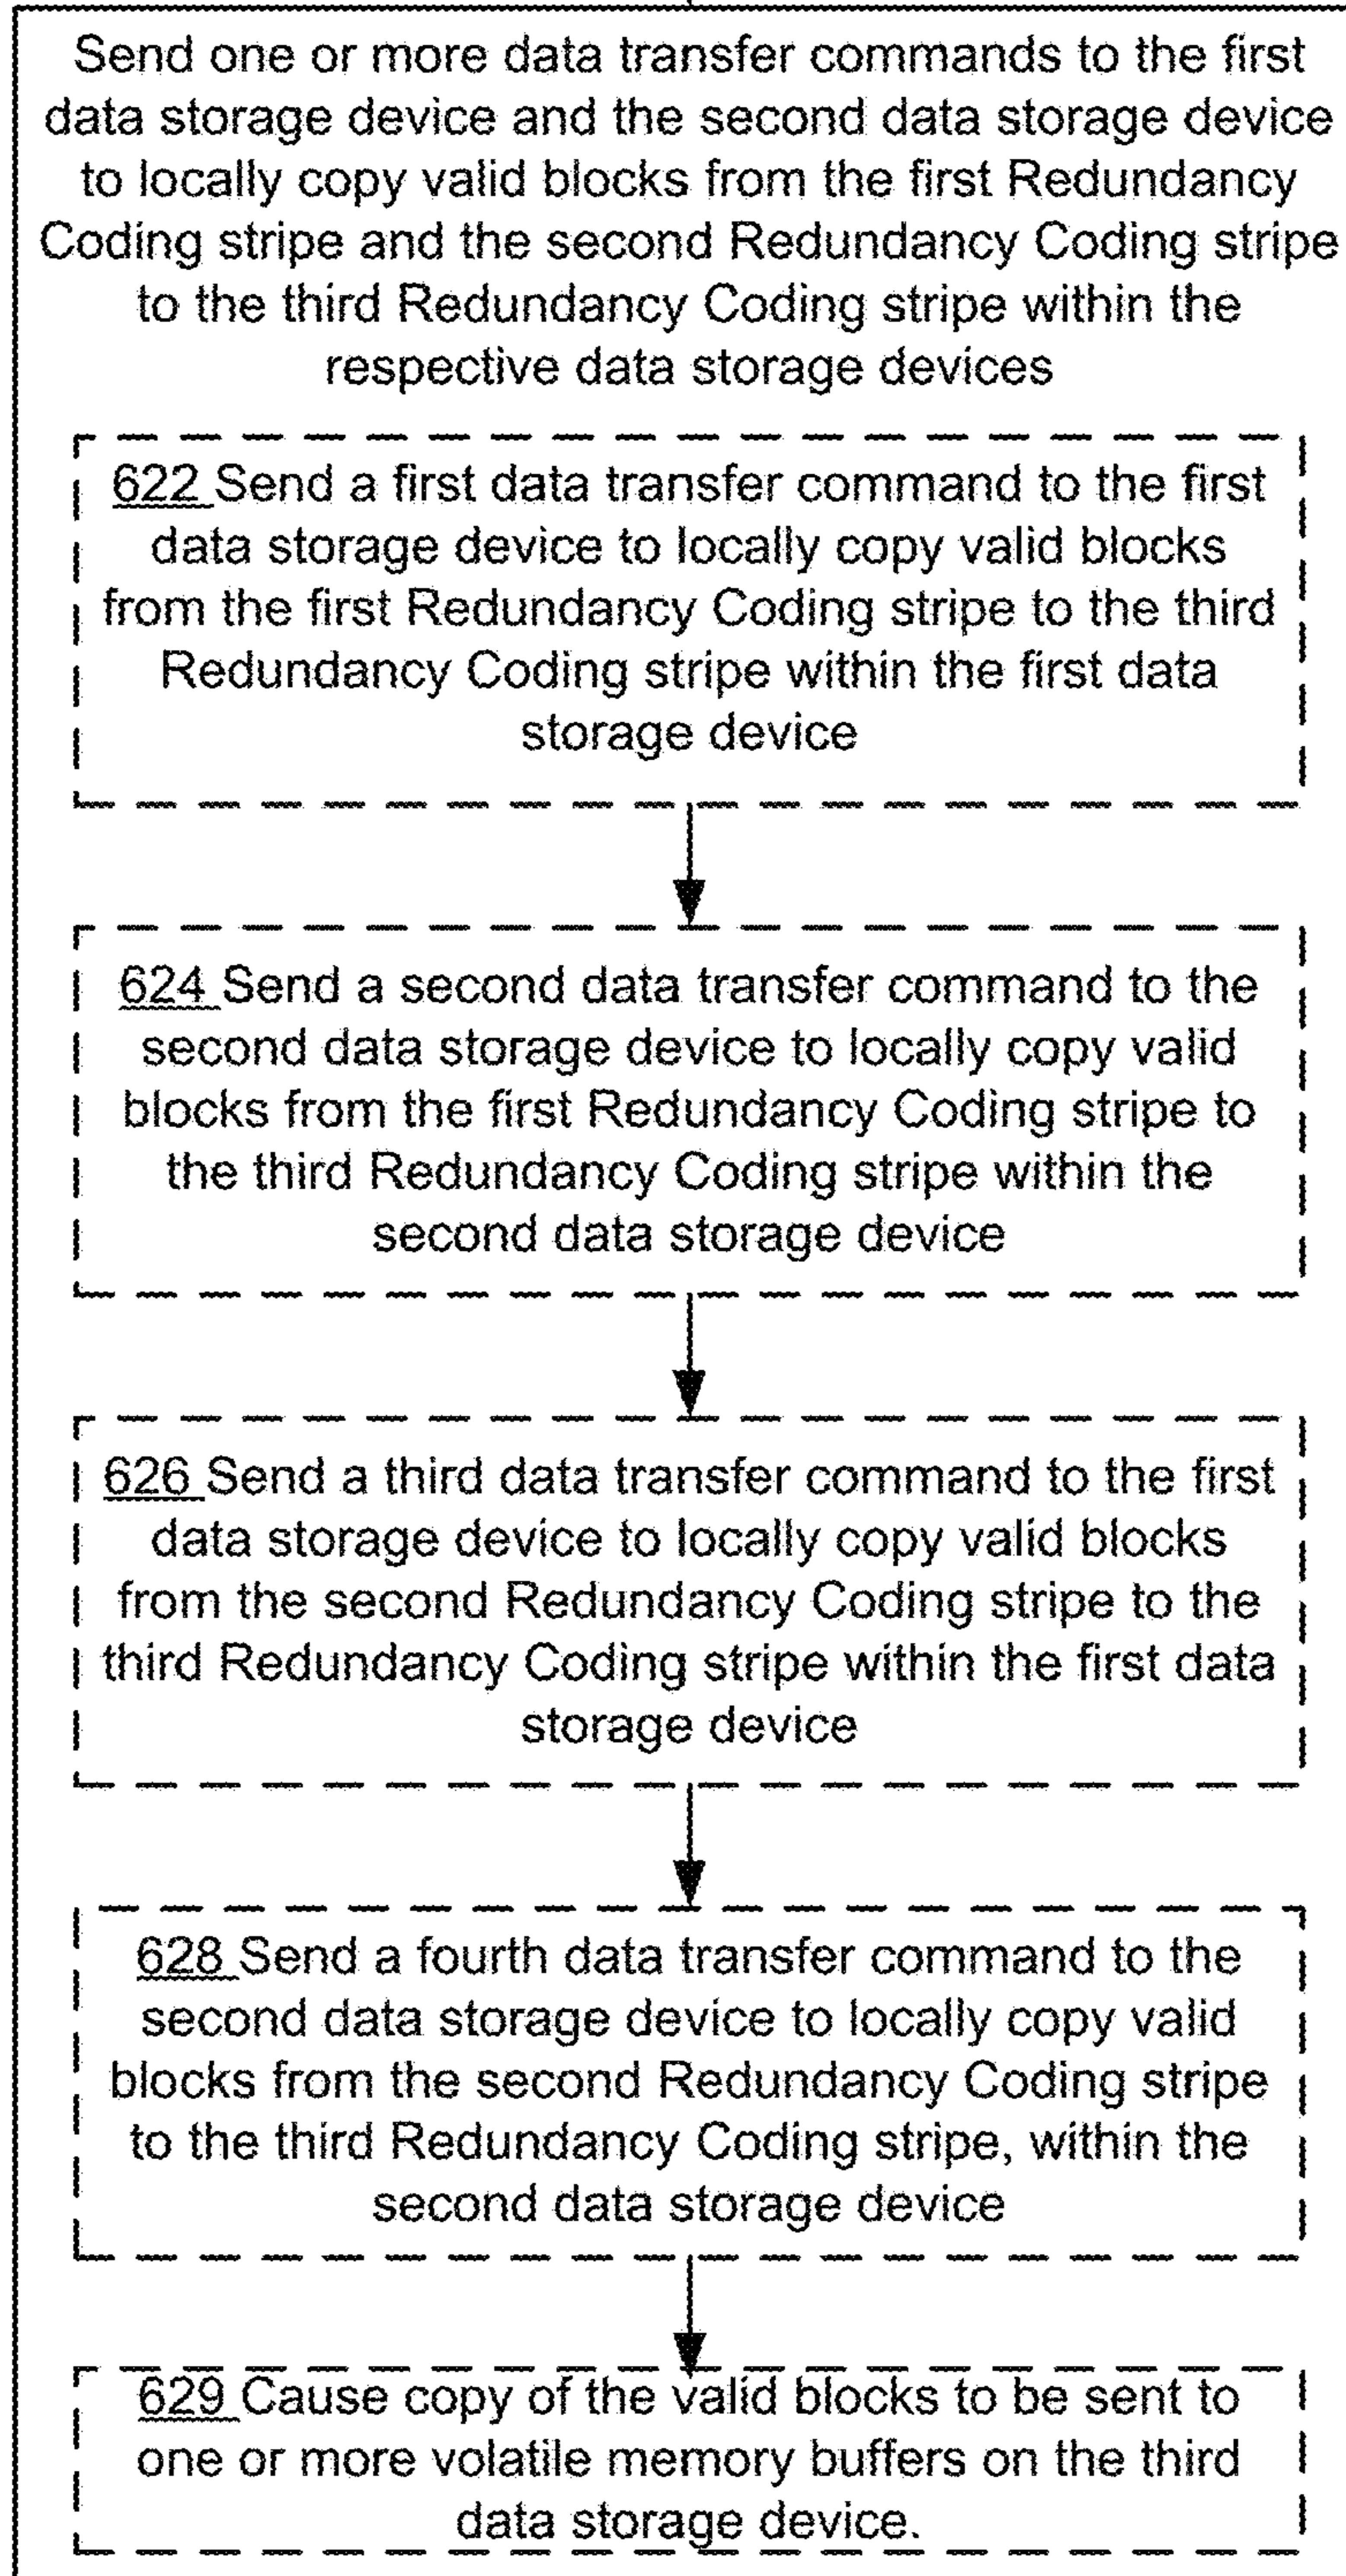 Send one or more data transfer commands to the first
data storage device and the second data storage device
to locally copy valid blocks from the first Redundancy
Coding stripe and the second Redundancy Coding stripe
to the third Redundancy Coding stripe within the
respective data storage devices
622 Send a first data transfer command to the first
data storage device to locally copy valid blocks
from the first Redundancy Coding stripe to the third
Redundancy Coding stripe within the first data
storage device
624 Send a second data transfer command to the
second data storage device to locally copy valid
blocks from the first Redundancy Coding stripe to
the third Redundancy Coding stripe within the
second data storage device
626 Send a third data transfer command to the first
data storage device to locally copy valid blocks
from the second Redundancy Coding stripe to the
third Redundancy Coding stripe within the first data
storage device
628 Send a fourth data transfer command to the
second data storage device to locally copy valid
blocks from the second Redundancy Coding stripe
to the third Redundancy Coding stripe, within the
second data storage device
629 Cause copy of the valid blocks to be sent to
one or more volatile memory buffers on the third
data storage device.